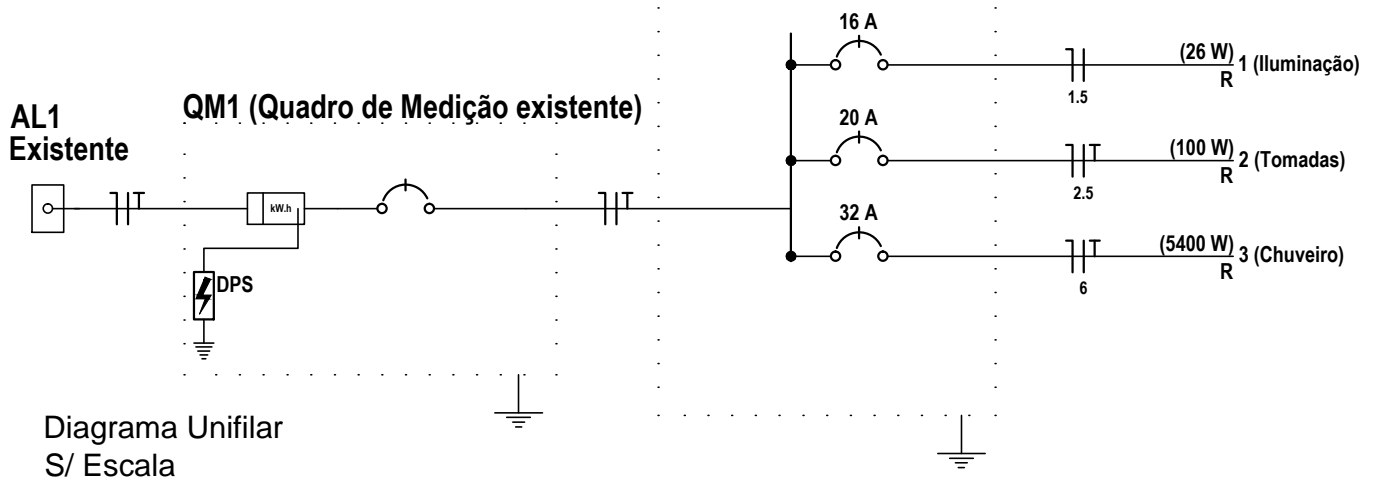 AL1
Existente
QM1 (Quadro de Medição existente)
kW.h
DPS
16 A
1.5
(26 W)
R
1 (Iluminação)
20 A
2.5
(100 W)
R
2 (Tomadas)
32 A
6
(5400 W)
R
3 (Chuveiro)
Diagrama Unifilar
S/ Escala